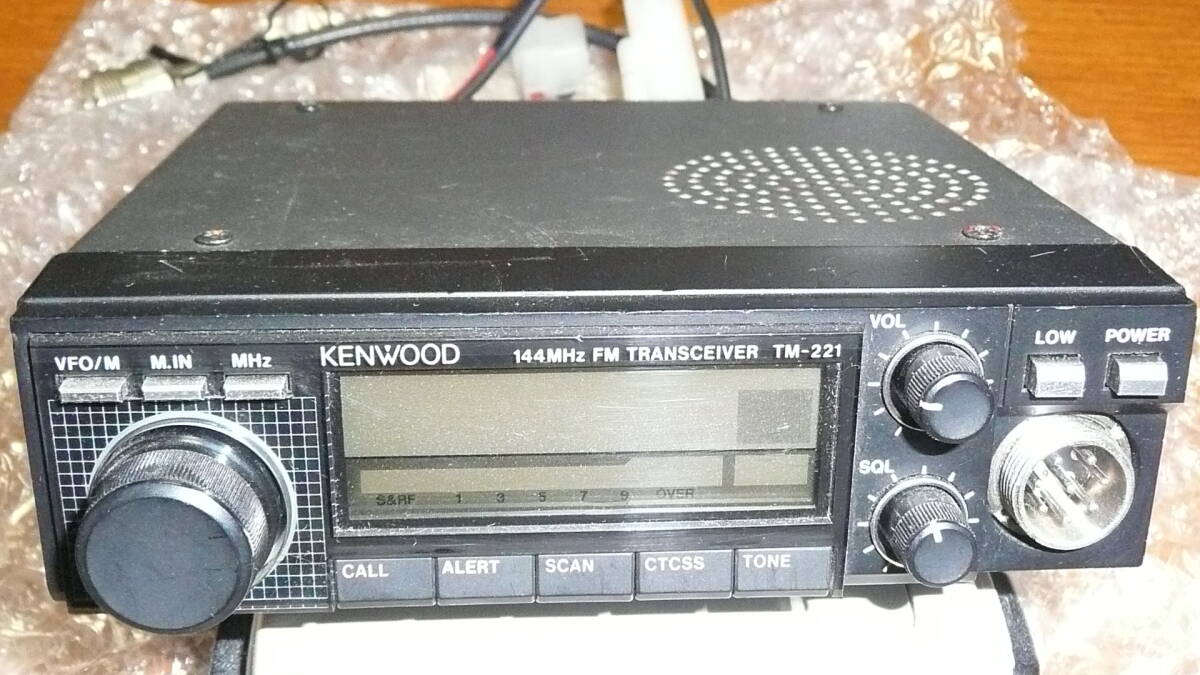 VFO/M M.IN MHz
KENWOOD 144MHz FM TRANSCEIVER TM-221
VOL
LOW POWER
SQL
S&RF 1 3 5 7 9 OVER
CALL ALERT SCAN CTCSS TONE